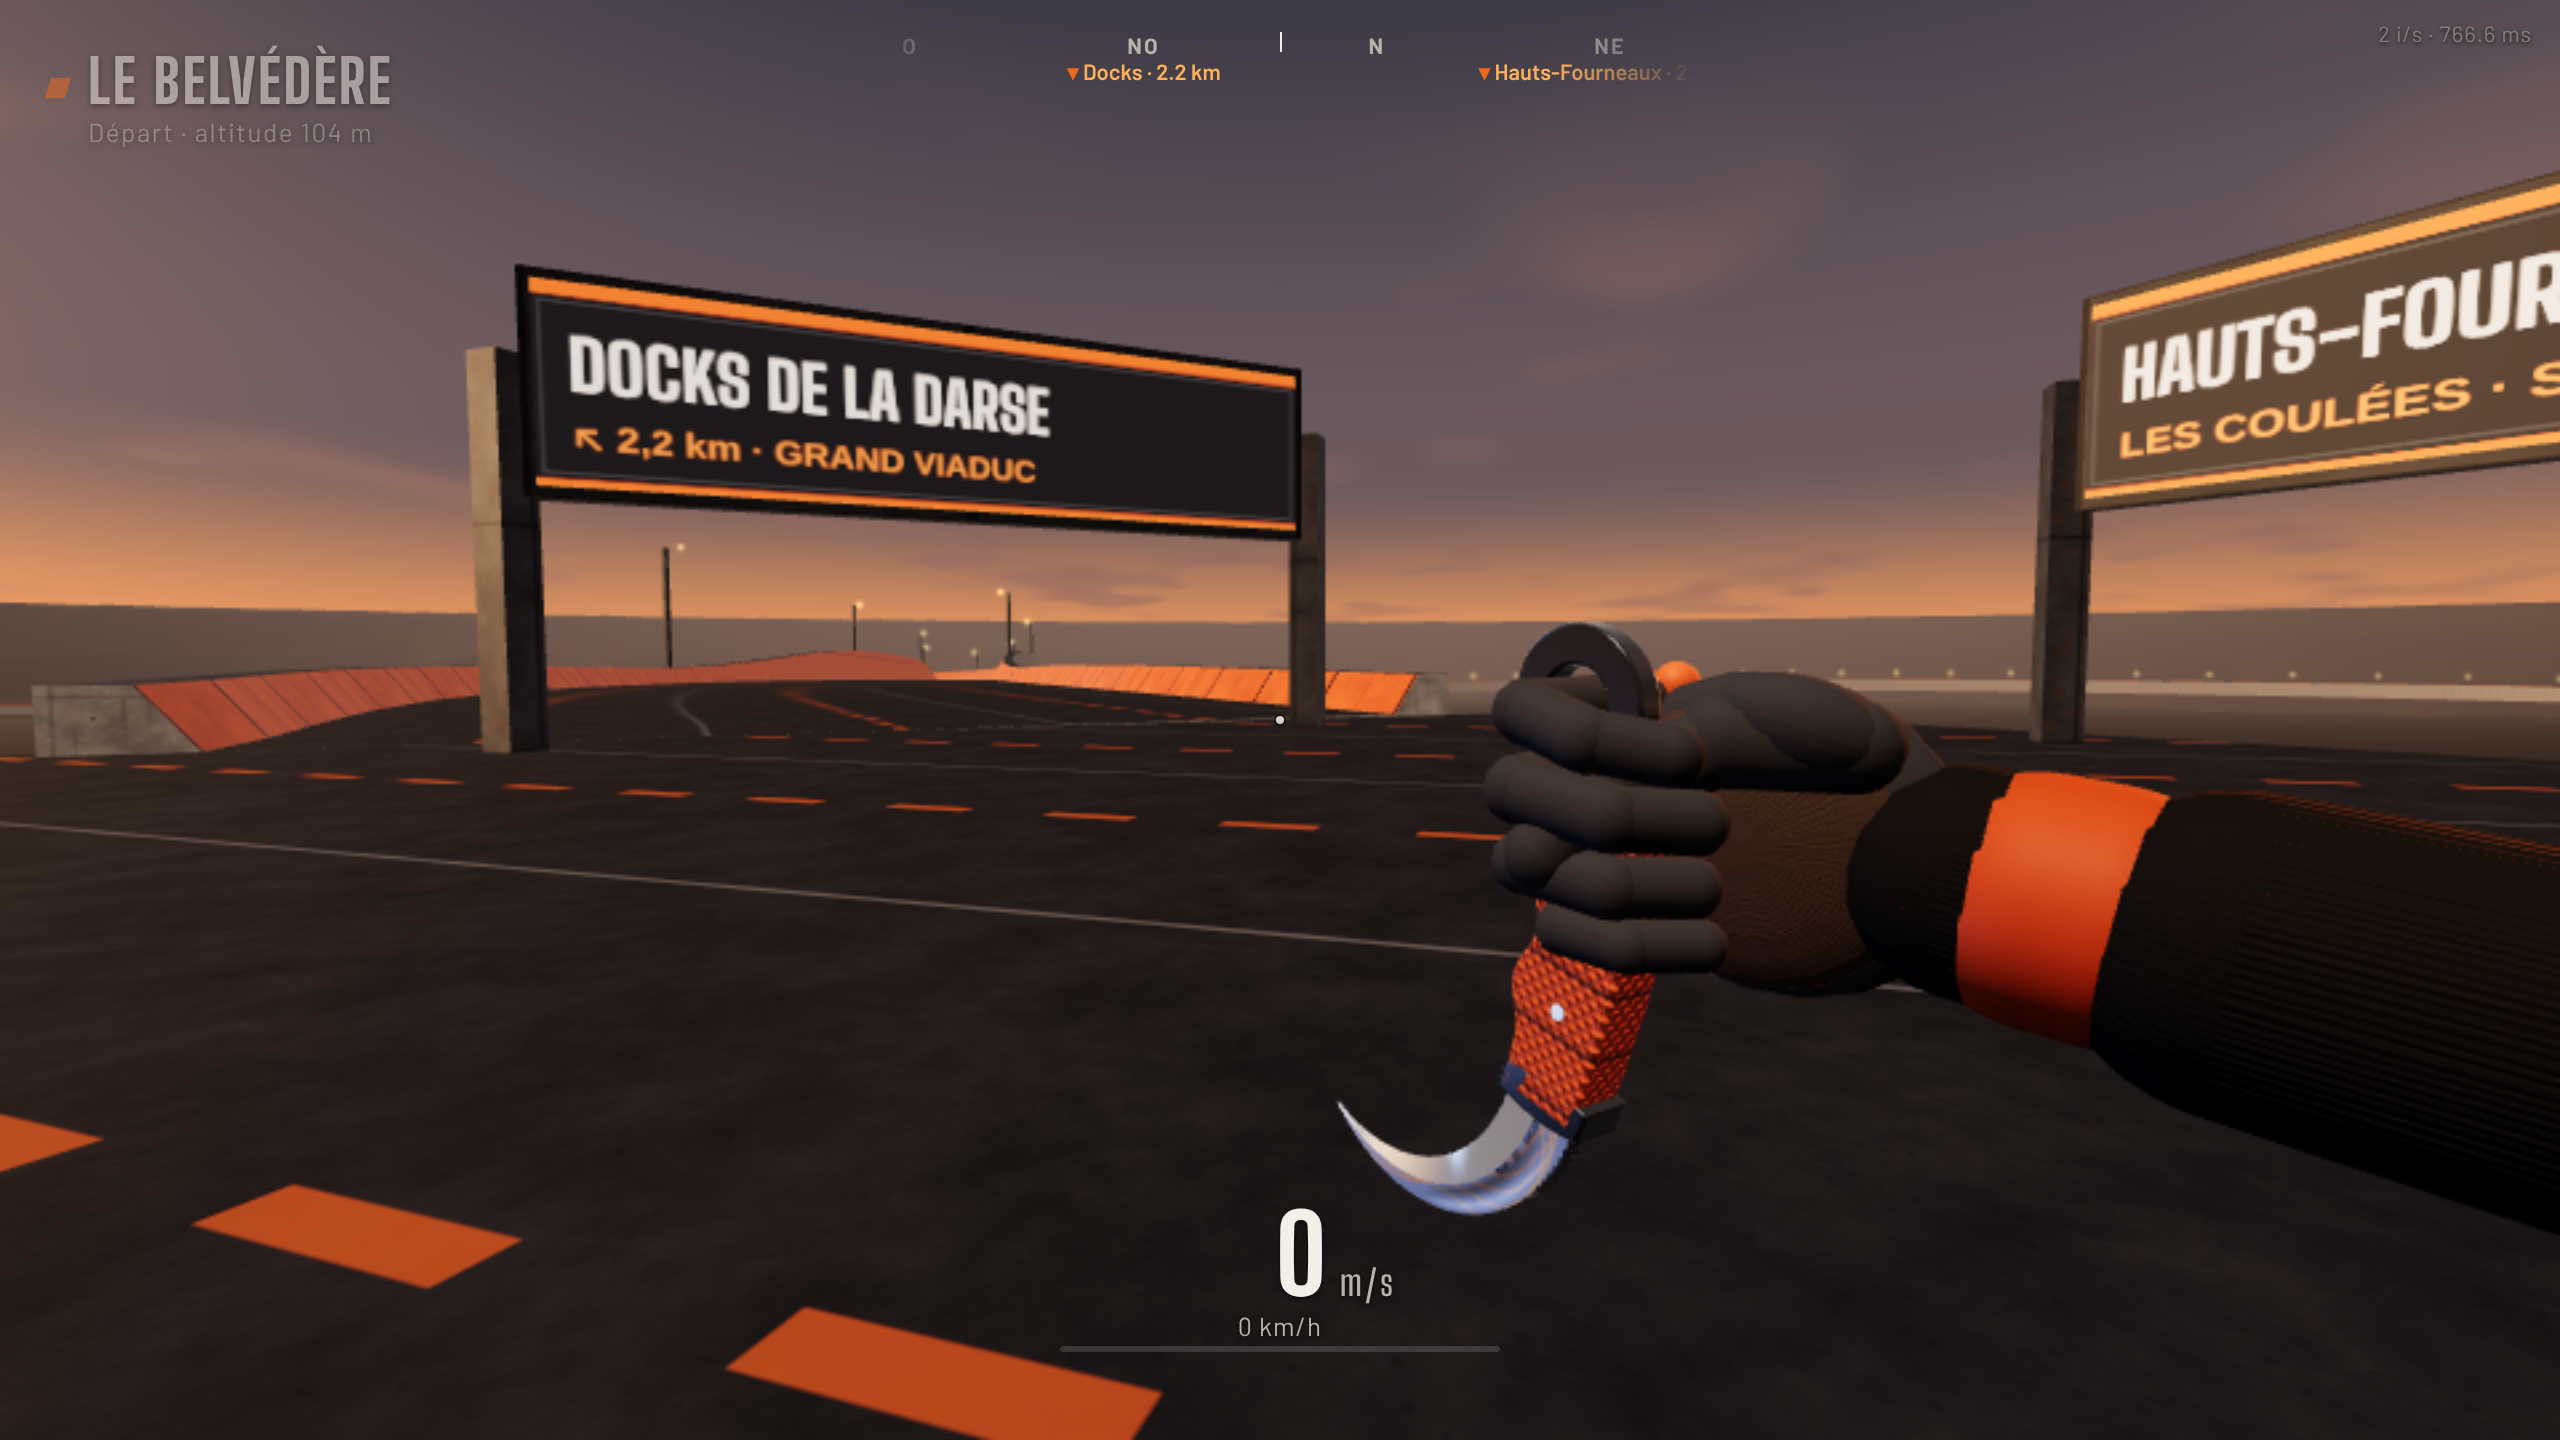 O NO N NE
▼Docks · 2.2 km ▼Hauts-Fourneaux · 2.
2 i/s · 766.6 ms
LE BELVÉDÈRE
Départ · altitude 104 m
DOCKS DE LA DARSE
↖ 2,2 km · GRAND VIADUC
HAUTS-FOUR
LES COULÉES · S
0 m/s
0 km/h